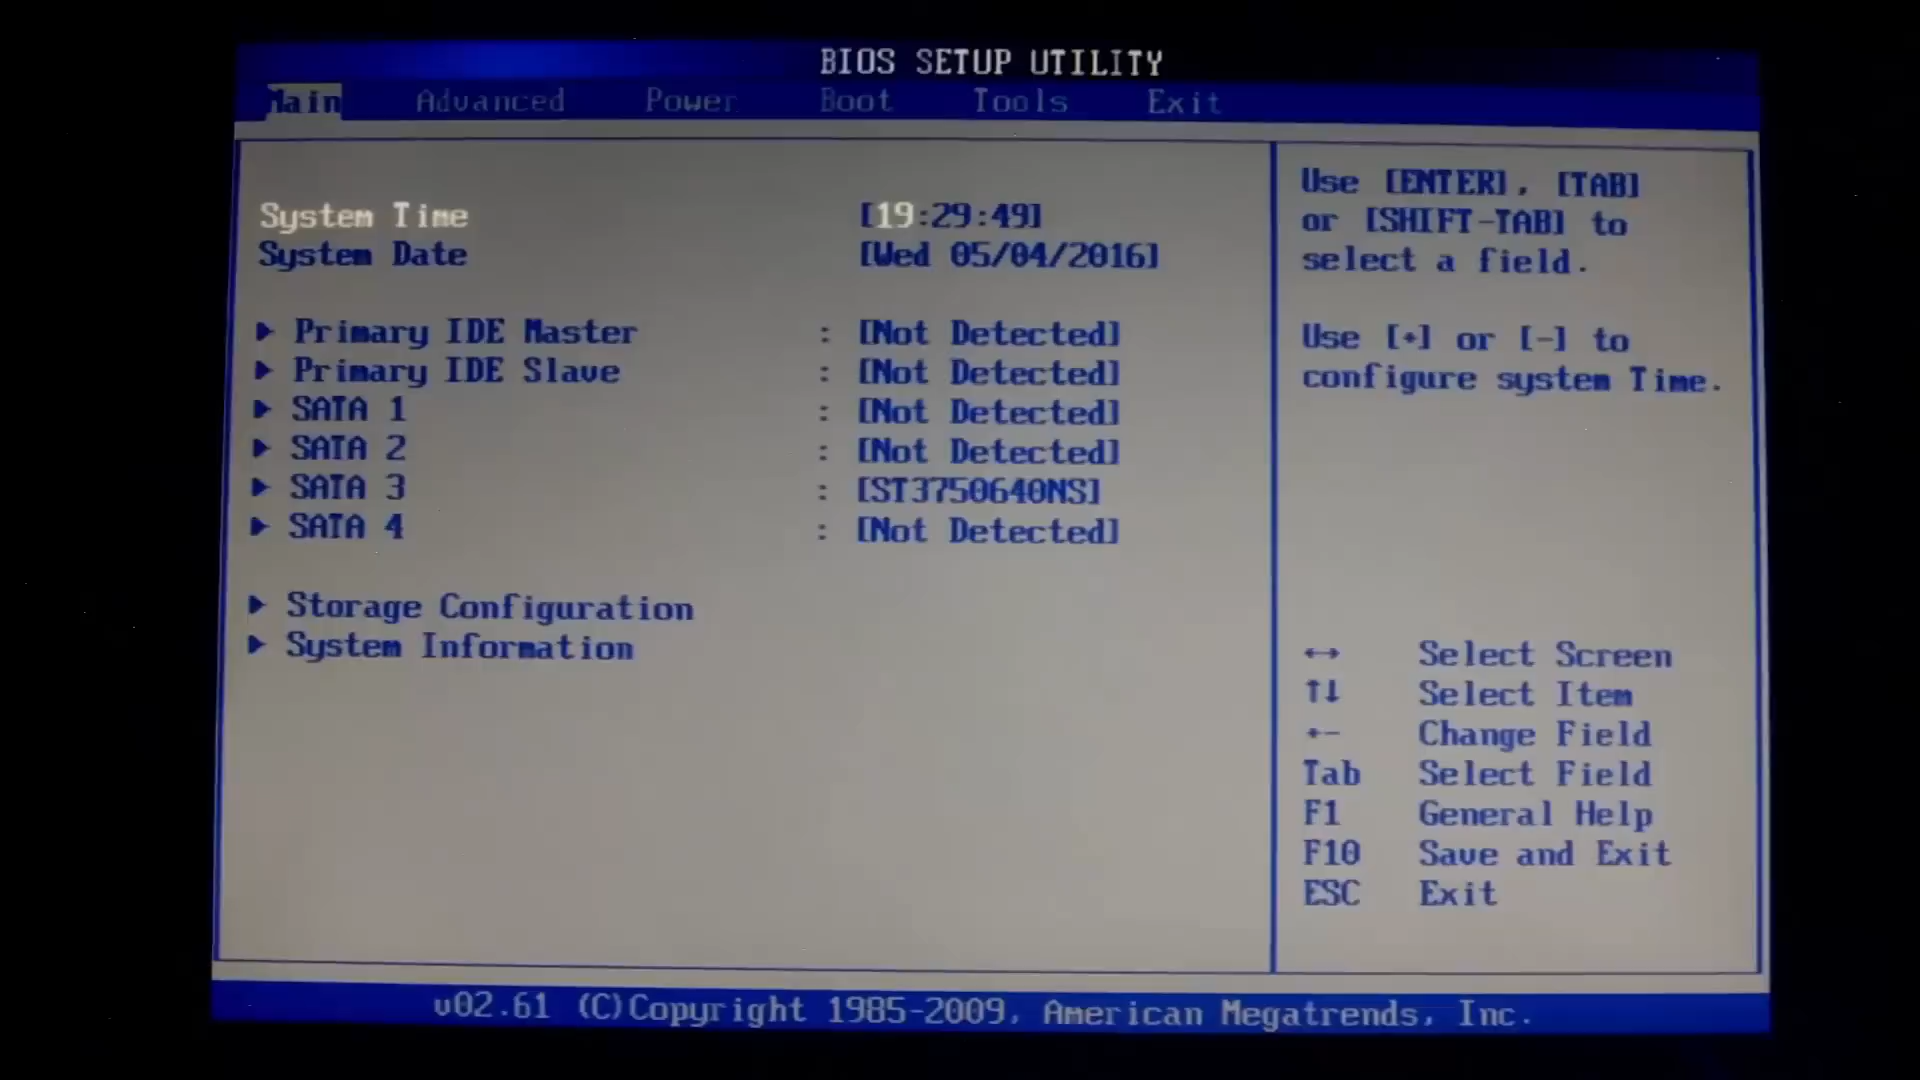 BIOS SETUP UTILITY
Main Advanced Power Boot Tools Exit
System Time [19:29:49]
System Date [Wed 05/04/2016]
Primary IDE Master : [Not Detected]
Primary IDE Slave : [Not Detected]
SATA 1 : [Not Detected]
SATA 2 : [Not Detected]
SATA 3 : [ST3750640NS]
SATA 4 : [Not Detected]
Storage Configuration
System Information
Use [ENTER], [TAB]
or [SHIFT-TAB] to
select a field.
Use [+] or [-] to
configure system Time.
↔ Select Screen
↑↓ Select Item
+- Change Field
Tab Select Field
F1 General Help
F10 Save and Exit
ESC Exit
v02.61 (C)Copyright 1985-2009, American Megatrends, Inc.